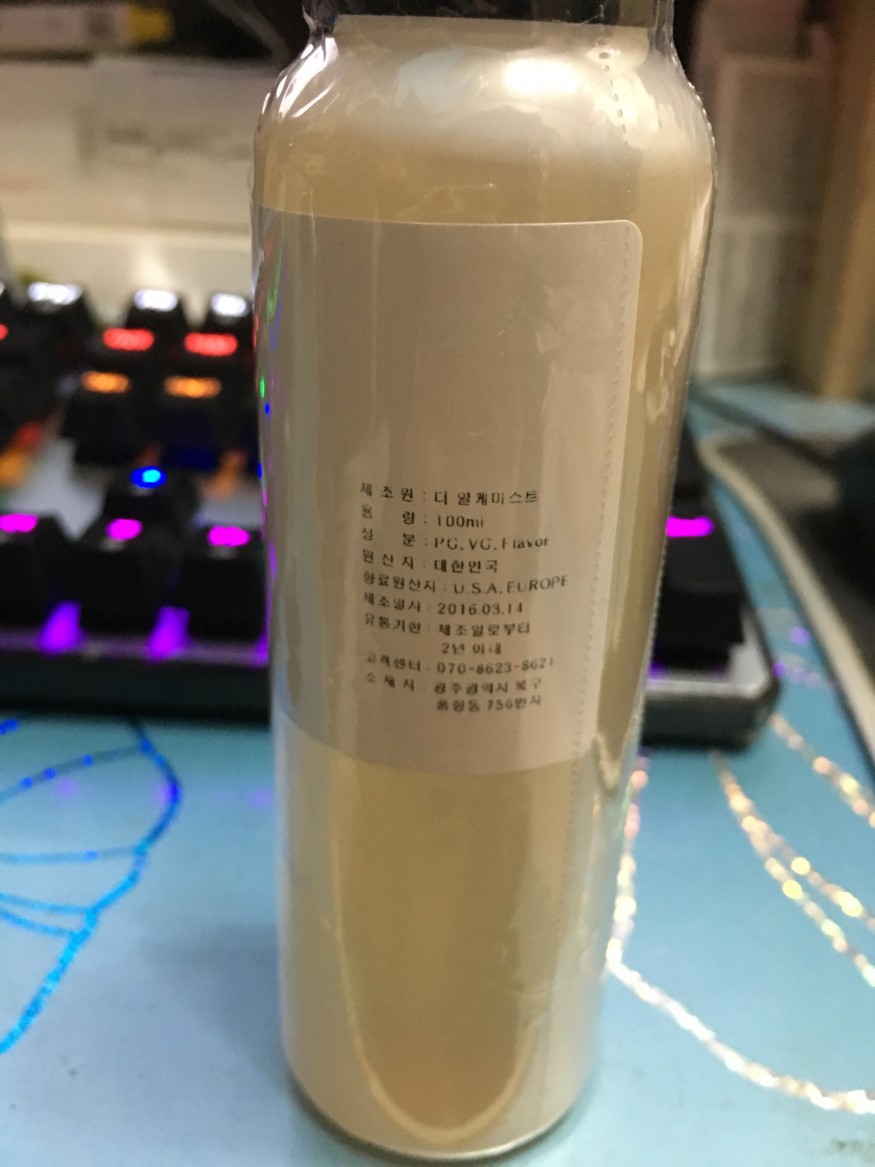 제 조 원 : 디 알케미스트
용 량 : 100ml
성 분 : PG, VG, Flavor
원 산 지 : 대한민국
향료원산지 : U.S.A, EUROPE
제조일자 : 2016.03.14
유통기한 : 제조일로부터
2년 이내
고객센터 : 070-8623-8621
소 재 지 : 광주광역시 북구
용봉동 756번지